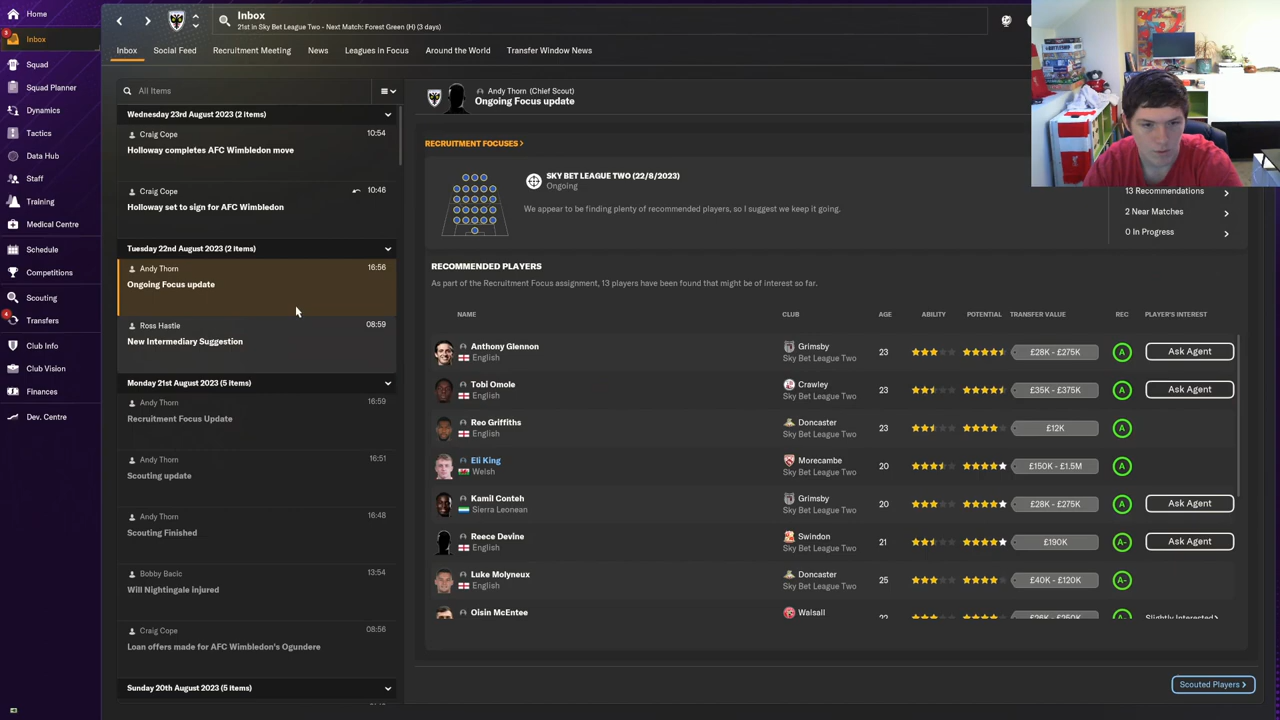 Home
3
Inbox
Squad
Squad Planner
Dynamics
Tactics
Data Hub
Staff
Training
Medical Centre
Schedule
Competitions
Scouting
4
Transfers
Club Info
Club Vision
Finances
Dev. Centre
Inbox
21st in Sky Bet League Two - Next Match: Forest Green (H) (3 days)
Inbox Social Feed Recruitment Meeting News Leagues in Focus Around the World Transfer Window News
All Items
Wednesday 23rd August 2023 (2 Items)
Craig Cope 10:54
Holloway completes AFC Wimbledon move
Craig Cope 10:46
Holloway set to sign for AFC Wimbledon
Tuesday 22nd August 2023 (2 Items)
Andy Thorn 16:56
Ongoing Focus update
Ross Hastie 08:59
New Intermediary Suggestion
Monday 21st August 2023 (5 Items)
Andy Thorn 16:59
Recruitment Focus Update
Andy Thorn 16:51
Scouting update
Andy Thorn 16:48
Scouting Finished
Bobby Bacic 13:54
Will Nightingale injured
Craig Cope 08:56
Loan offers made for AFC Wimbledon's Ogundere
Sunday 20th August 2023 (5 Items)
Andy Thorn (Chief Scout)
Ongoing Focus update
RECRUITMENT FOCUSES >
SKY BET LEAGUE TWO (22/8/2023)
Ongoing
We appear to be finding plenty of recommended players, so I suggest we keep it going.
13 Recommendations
2 Near Matches
0 In Progress
RECOMMENDED PLAYERS
As part of the Recruitment Focus assignment, 13 players have been found that might be of interest so far.
NAME CLUB AGE ABILITY POTENTIAL TRANSFER VALUE REC PLAYER'S INTEREST
Anthony Glennon Grimsby 23 £28K - £275K A Ask Agent
English Sky Bet League Two
Tobi Omole Crawley 23 £35K - £375K A Ask Agent
English Sky Bet League Two
Reo Griffiths Doncaster 23 £12K A
English Sky Bet League Two
Eli King Morecambe 20 £150K - £1.5M A
Welsh Sky Bet League Two
Kamil Conteh Grimsby 20 £28K - £275K A Ask Agent
Sierra Leonean Sky Bet League Two
Reece Devine Swindon 21 £190K A- Ask Agent
English Sky Bet League Two
Luke Molyneux Doncaster 25 £40K - £120K A-
English Sky Bet League Two
Oisin McEntee Walsall 22 £26K - £250K Slightly Interested >
Scouted Players >